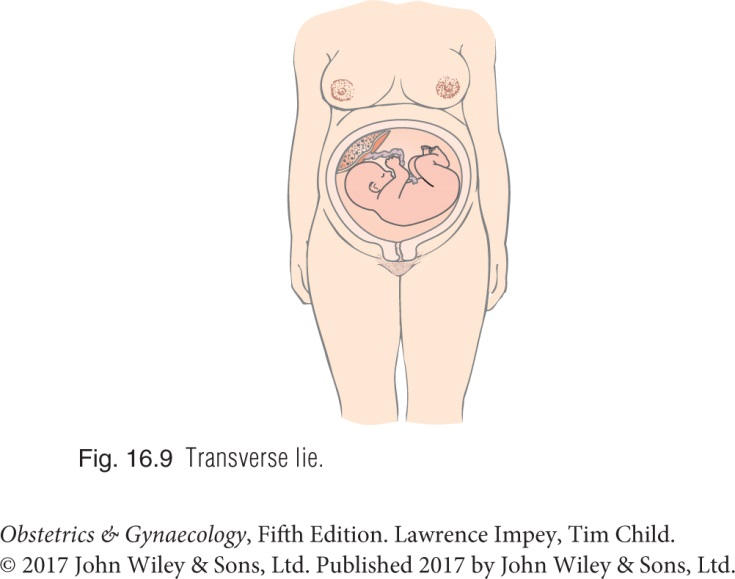 Fig. 16.9 Transverse lie.
Obstetrics & Gynaecology, Fifth Edition. Lawrence Impey, Tim Child.
© 2017 John Wiley & Sons, Ltd. Published 2017 by John Wiley & Sons, Ltd.